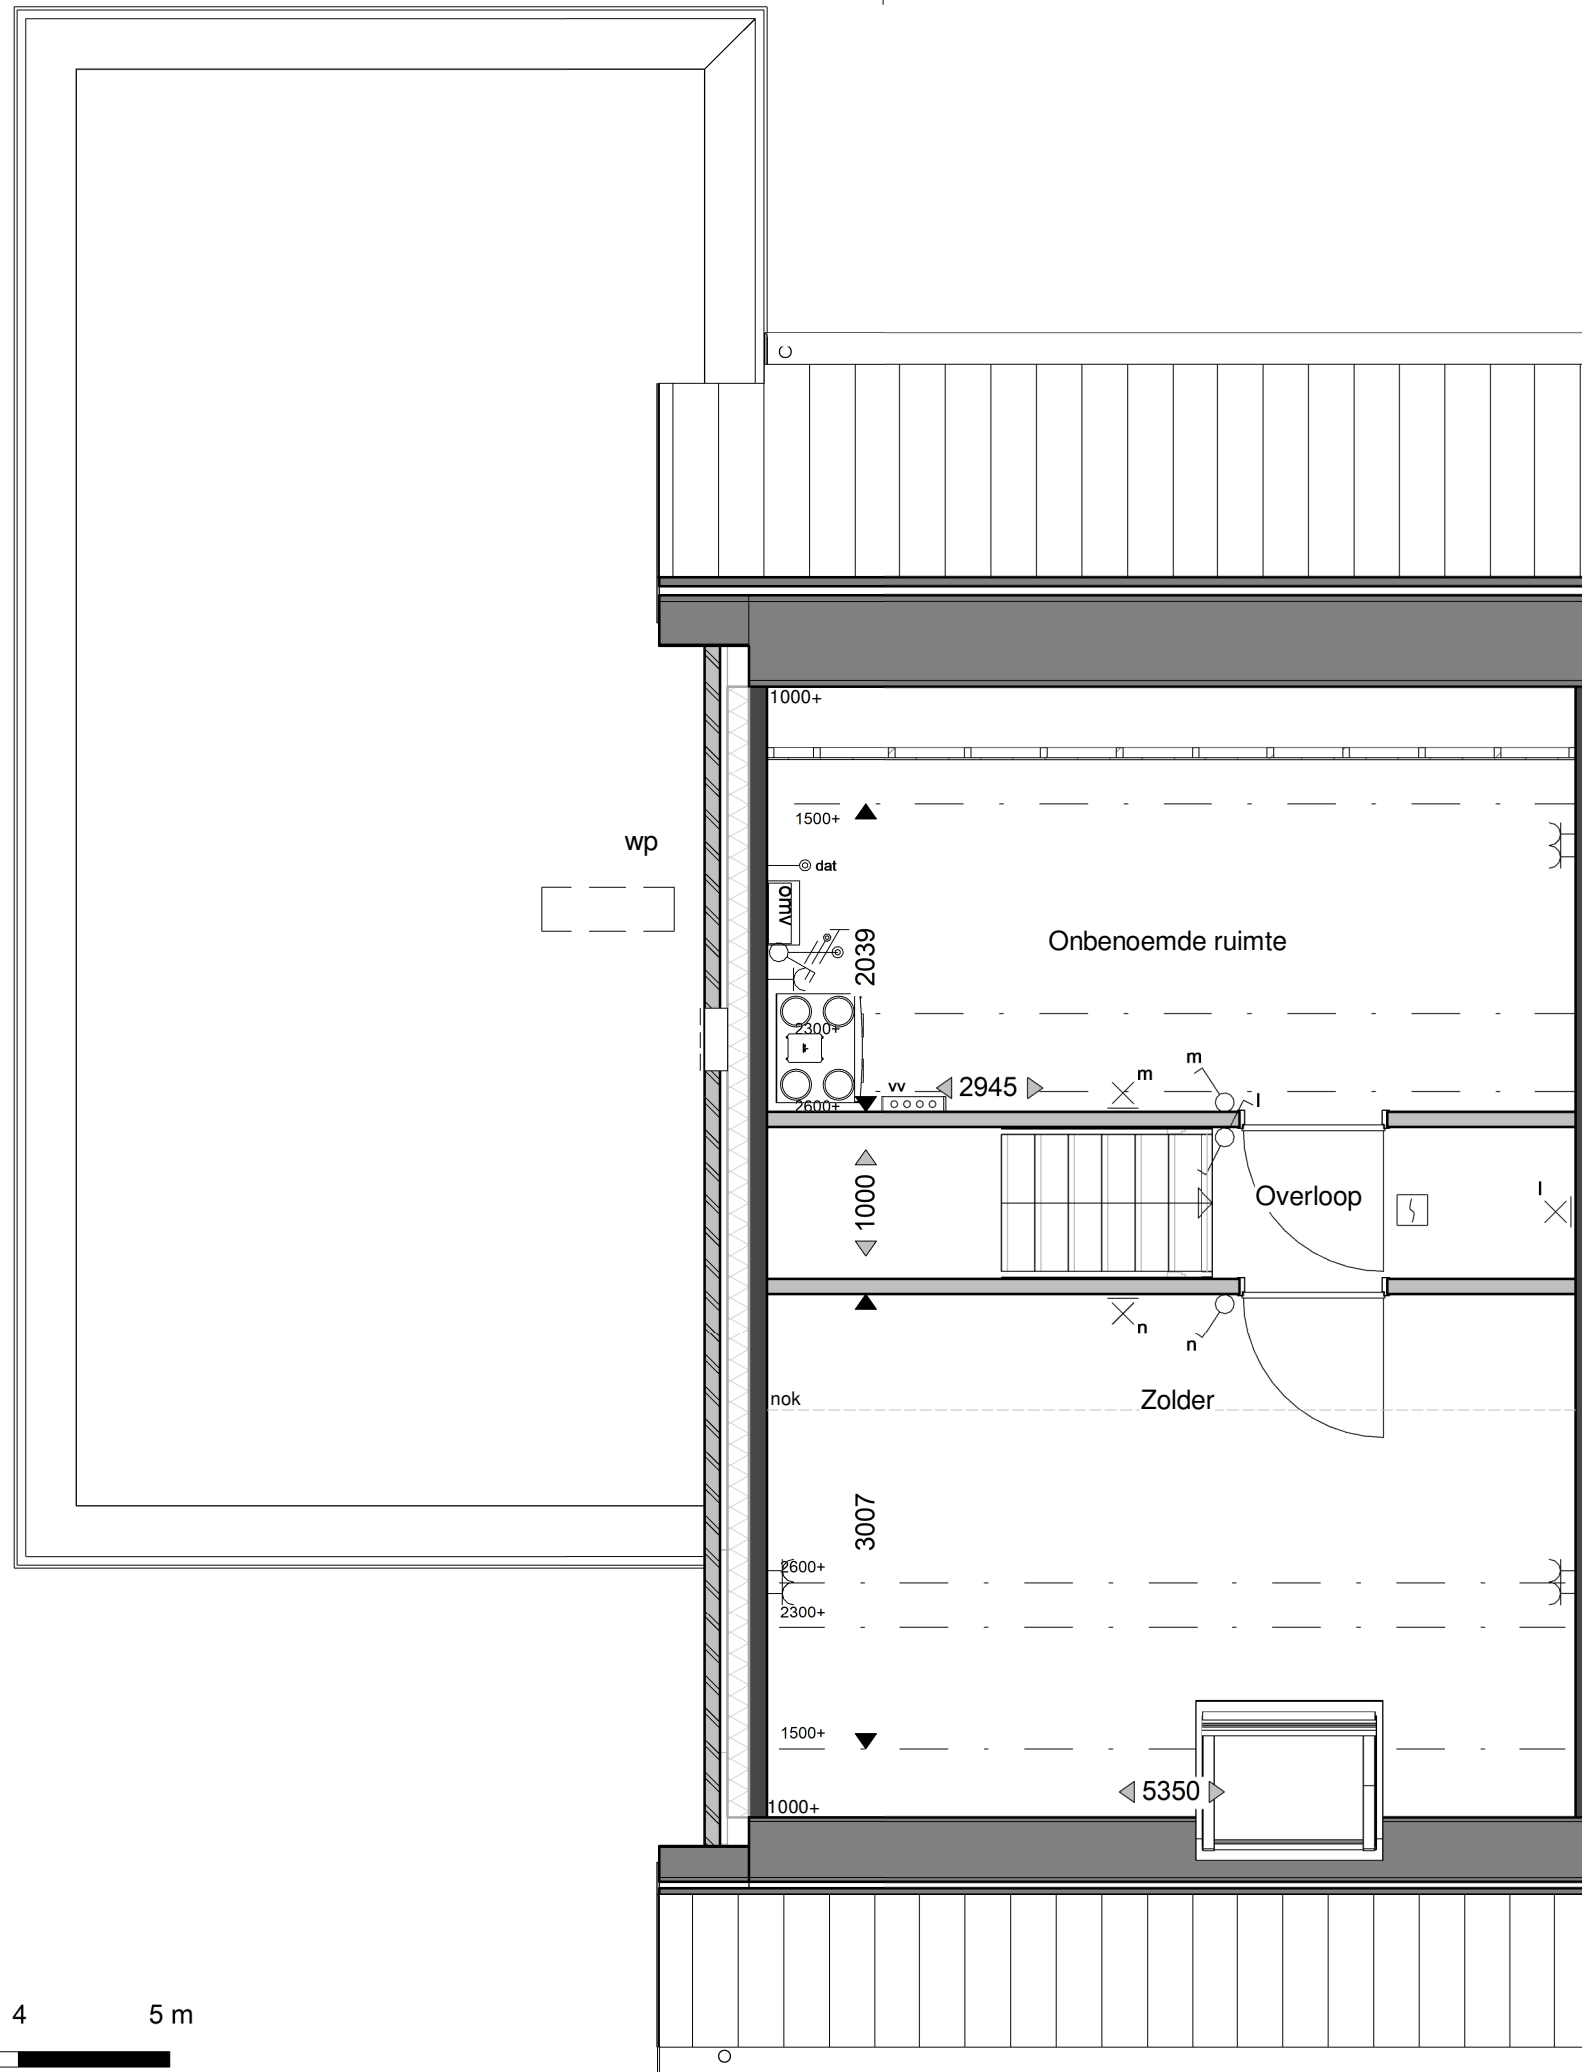 1000+
1500+
wp
dat
omv
2039
Onbenoemde ruimte
2300+
m
m
vv
2945
l
2600+
1000
Overloop
l
n
n
nok
Zolder
3007
2600+
2300+
1500+
5350
1000+
4
5 m